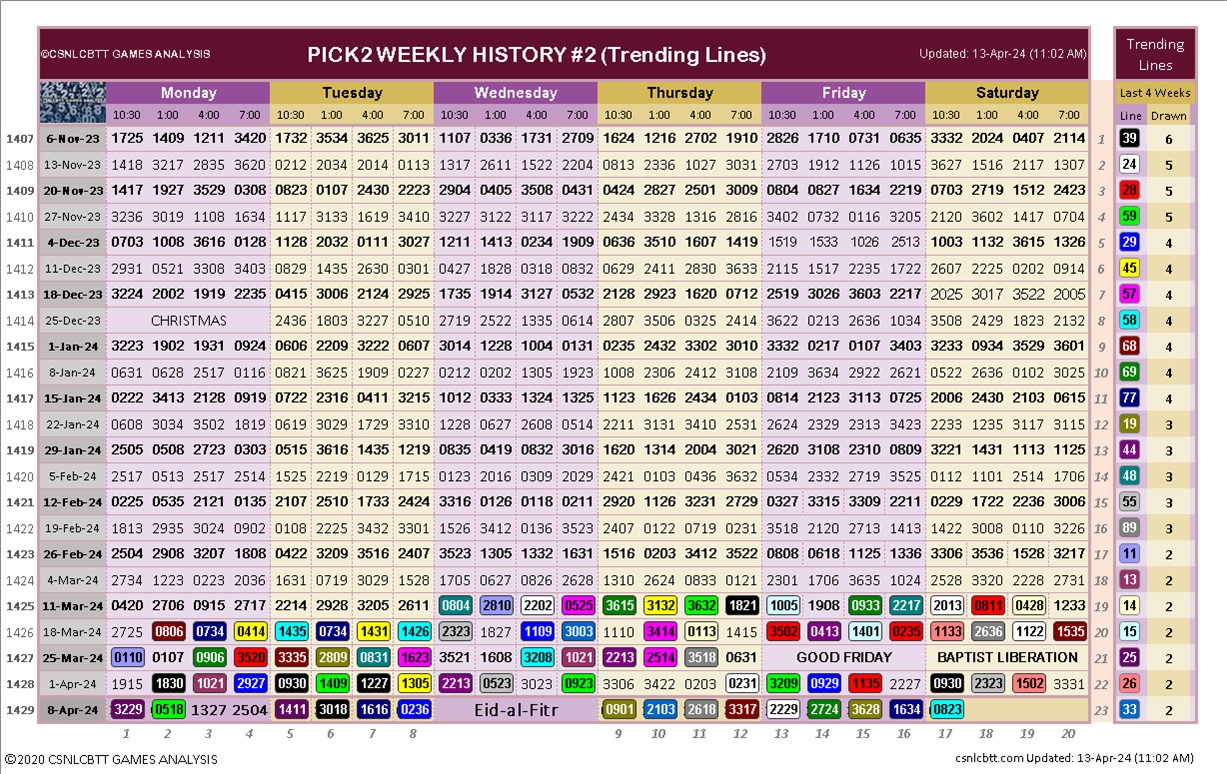 ©CSNLCBTT GAMES ANALYSIS PICK2 WEEKLY HISTORY #2 (Trending Lines) Updated: 13-Apr-24 (11:02 AM) Trending Lines
Monday Tuesday Wednesday Thursday Friday Saturday Last 4 Weeks
10:30 1:00 4:00 7:00 10:30 1:00 4:00 7:00 10:30 1:00 4:00 7:00 10:30 1:00 4:00 7:00 10:30 1:00 4:00 7:00 10:30 1:00 4:00 7:00 Line Drawn
1407 6-Nov-23 1725 1409 1211 3420 1732 3534 3625 3011 1107 0336 1731 2709 1624 1216 2702 1910 2826 1710 0731 0635 3332 2024 0407 2114 1 39 6
1408 13-Nov-23 1418 3217 2835 3620 0212 2034 2014 0113 1317 2611 1522 2204 0813 2336 1027 3031 2703 1912 1126 1015 3627 1516 2117 1307 2 24 5
1409 20-Nov-23 1417 1927 3529 0308 0823 0107 2430 2223 2904 0405 3508 0431 0424 2827 2501 3009 0804 0827 1634 2219 0703 2719 1512 2423 3 28 5
1410 27-Nov-23 3236 3019 1108 1634 1117 3133 1619 3410 3227 3122 3117 3222 2434 3328 1316 2816 3402 0732 0116 3205 2120 3602 1417 0704 4 59 5
1411 4-Dec-23 0703 1008 3616 0128 1128 2032 0111 3027 1211 1413 0234 1909 0636 3510 1607 1419 1519 1533 1926 2513 1003 1132 3615 1326 5 29 4
1412 11-Dec-23 2931 0521 3308 3403 0829 1435 2630 0301 0427 1828 0318 0832 0629 2411 2830 3633 2115 1517 2235 1722 2607 2225 0202 0914 6 45 4
1413 18-Dec-23 3224 2002 1919 2235 0415 3006 2124 2925 1735 1914 3127 0532 2128 2923 1620 0712 2519 3026 3603 2217 2025 3017 3522 2005 7 57 4
1414 25-Dec-23 CHRISTMAS 2436 1803 3227 0510 2719 2522 1335 0614 2807 3506 0325 2414 3622 0213 2636 1034 3508 2429 1823 2132 8 58 4
1415 1-Jan-24 3223 1902 1931 0924 0606 2209 3222 0607 3014 1228 1004 0131 0235 2432 3302 3010 3332 0217 0107 3403 3233 0934 3529 3601 9 68 4
1416 8-Jan-24 0631 0628 2517 0116 0821 3625 1909 0227 0212 0202 1305 1923 1008 2306 2412 3108 2109 3634 2922 2621 0522 2636 0102 3025 10 69 4
1417 15-Jan-24 0222 3413 2128 0919 0722 2316 0411 3215 1012 0333 1324 1325 1123 1626 2434 0103 0814 2123 3113 0725 2006 2430 2103 0615 11 77 4
1418 22-Jan-24 0608 3034 3502 1819 0619 3029 1729 3310 1228 0627 2608 0514 2211 3131 3410 2531 2624 2329 2313 3423 2233 1235 3117 3115 12 19 3
1419 29-Jan-24 2505 0508 2723 0303 0515 3616 1435 1219 0835 0419 0832 3016 1620 1314 2004 3021 2620 3108 2310 0809 3221 1431 1113 1125 13 44 3
1420 5-Feb-24 2517 0513 2517 2514 1525 2219 0129 1713 0123 2016 0309 2029 2421 0103 0436 3632 0534 2332 2719 3525 0112 1101 2514 1706 14 48 3
1421 12-Feb-24 0225 0535 2121 0135 2107 2510 1733 2424 3316 0126 0118 0211 2920 1126 3231 2729 0327 3315 3309 2211 0229 1722 2236 3006 15 55 3
1422 19-Feb-24 1813 2935 3024 0902 0108 2225 3432 3301 1526 3412 0136 3523 2407 0122 0719 0231 3518 2120 2713 1413 1422 3008 0110 3226 16 89 3
1423 26-Feb-24 2504 2908 3207 1808 0422 3209 3516 2407 3523 1305 1332 1631 1516 0203 3412 3522 0808 0618 1125 1336 3306 3536 1528 3217 17 11 2
1424 4-Mar-24 2734 1223 0223 2036 1631 0719 3029 1528 1705 0627 0826 2628 1310 2624 0833 0121 2301 1706 3635 1024 2528 3320 2228 2731 18 13 2
1425 11-Mar-24 0420 2706 0915 2717 2214 2928 3205 2611 0804 2810 2202 0525 3615 3132 3632 1821 1005 1908 0933 2217 2013 0811 0428 1233 19 14 2
1426 18-Mar-24 2725 0806 0734 0414 1435 0734 1431 1426 2323 1827 1109 3003 1110 3414 0113 1415 3502 0413 1401 0235 1133 2636 1122 1535 20 15 2
1427 25-Mar-24 0110 0107 0906 3520 3335 2809 0831 1623 3521 1608 3208 1021 2213 2514 3518 0631 GOOD FRIDAY BAPTIST LIBERATION 21 25 2
1428 1-Apr-24 1915 1830 1021 2927 0930 1409 1227 1305 2213 0523 3023 0923 3306 3422 0203 0231 3209 0929 1135 2227 0930 2323 1502 3331 22 26 2
1429 8-Apr-24 3229 0518 1327 2504 1411 3018 1616 0236 Eid-al-Fitr 0901 2103 2618 3317 2229 2724 3628 1634 0823 23 33 2
1 2 3 4 5 6 7 8 9 10 11 12 13 14 15 16 17 18 19 20
©2020 CSNLCBTT GAMES ANALYSIS csnlcbtt.com Updated: 13-Apr-24 (11:02 AM)